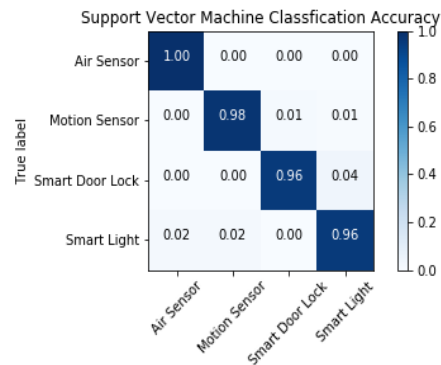 Support Vector Machine Classfication Accuracy
True label
Air Sensor 1.00 0.00 0.00 0.00
Motion Sensor 0.00 0.98 0.01 0.01
Smart Door Lock 0.00 0.00 0.96 0.04
Smart Light 0.02 0.02 0.00 0.96
Air Sensor
Motion Sensor
Smart Door Lock
Smart Light
1.0
0.8
0.6
0.4
0.2
0.0